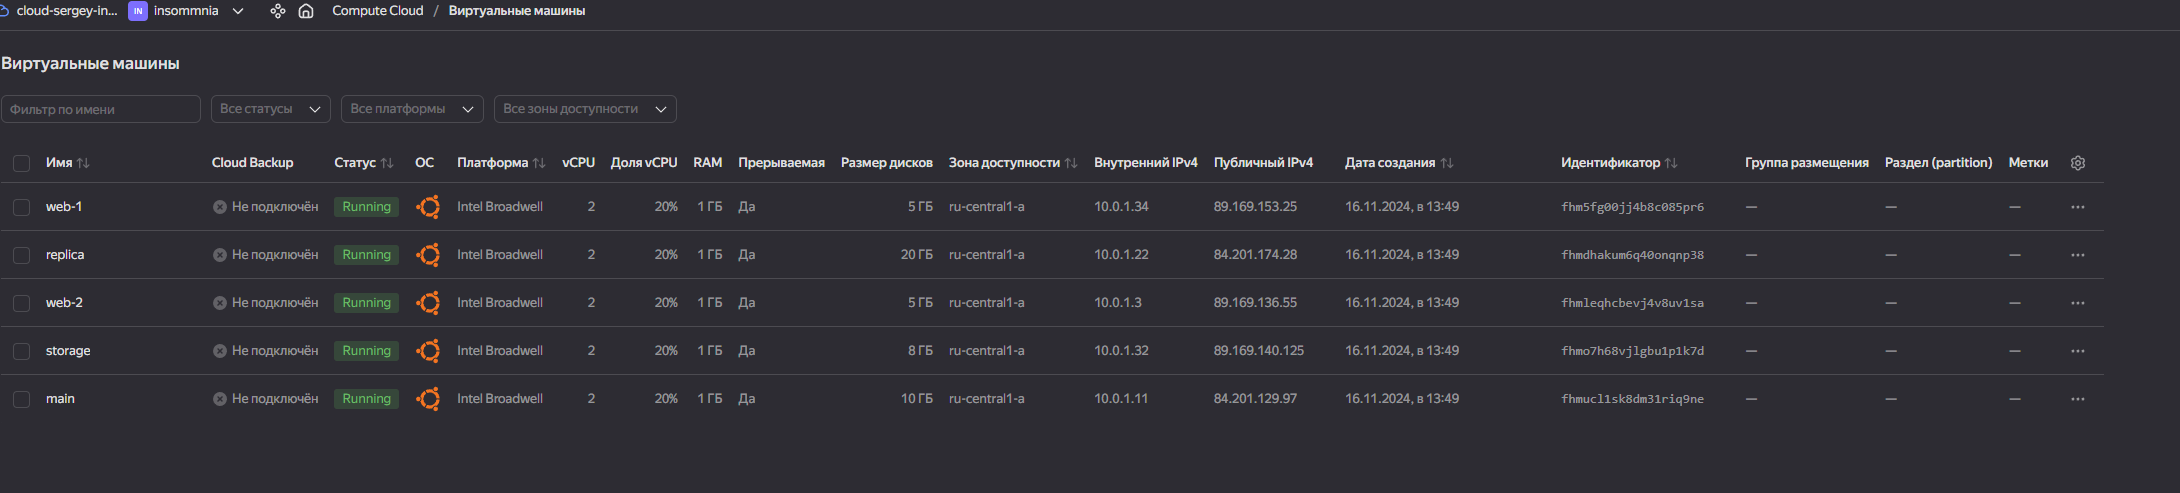 cloud-sergey-in... IN insommnia Compute Cloud / Виртуальные машины
Виртуальные машины
Фильтр по имени Все статусы Все платформы Все зоны доступности
Имя Cloud Backup Статус ОС Платформа vCPU Доля vCPU RAM Прерываемая Размер дисков Зона доступности Внутренний IPv4 Публичный IPv4 Дата создания Идентификатор Группа размещения Раздел (partition) Метки
web-1 Не подключён Running Intel Broadwell 2 20% 1 ГБ Да 5 ГБ ru-central1-a 10.0.1.34 89.169.153.25 16.11.2024, в 13:49 fhm5fg00jj4b8c085pr6 — — —
replica Не подключён Running Intel Broadwell 2 20% 1 ГБ Да 20 ГБ ru-central1-a 10.0.1.22 84.201.174.28 16.11.2024, в 13:49 fhmdhakum6q40onqnp38 — — —
web-2 Не подключён Running Intel Broadwell 2 20% 1 ГБ Да 5 ГБ ru-central1-a 10.0.1.3 89.169.136.55 16.11.2024, в 13:49 fhmleqhcbevj4v8uv1sa — — —
storage Не подключён Running Intel Broadwell 2 20% 1 ГБ Да 8 ГБ ru-central1-a 10.0.1.32 89.169.140.125 16.11.2024, в 13:49 fhmo7h68vjlgbu1p1k7d — — —
main Не подключён Running Intel Broadwell 2 20% 1 ГБ Да 10 ГБ ru-central1-a 10.0.1.11 84.201.129.97 16.11.2024, в 13:49 fhmucl1sk8dm31riq9ne — — —